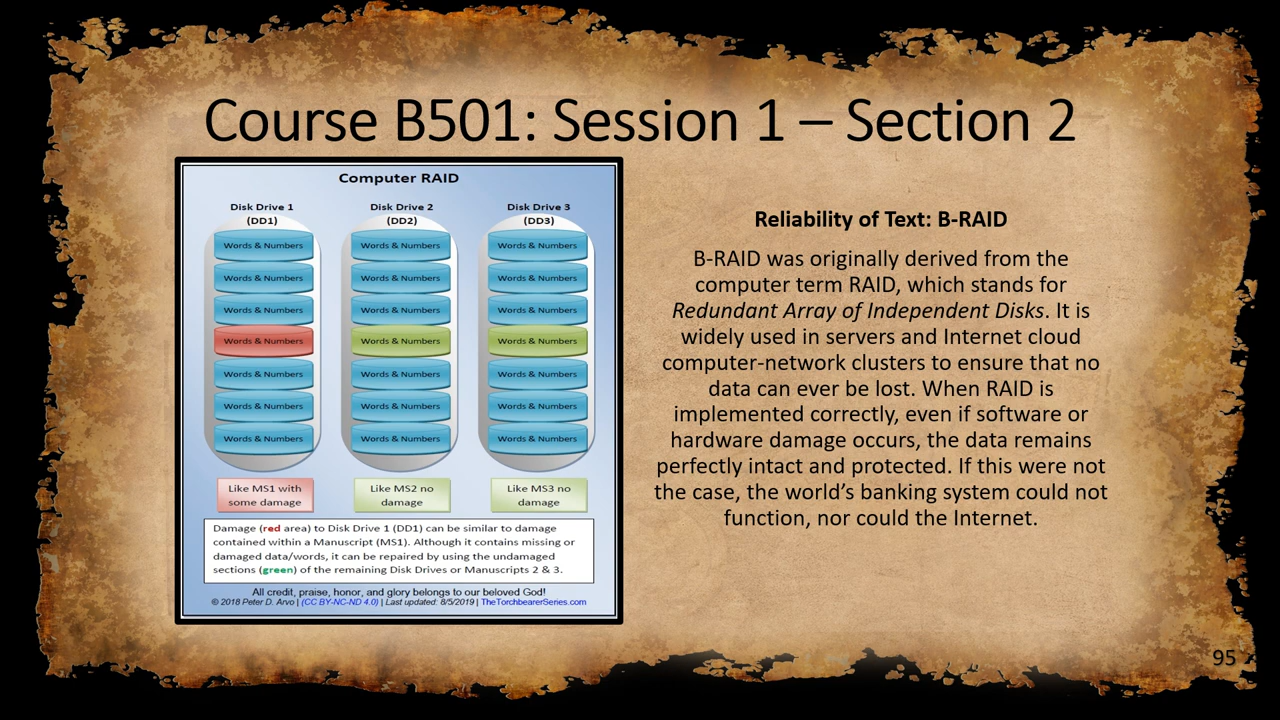 Course B501: Session 1 – Section 2
Computer RAID
Disk Drive 1
(DD1)
Words & Numbers
Words & Numbers
Words & Numbers
Words & Numbers
Words & Numbers
Words & Numbers
Words & Numbers
Like MS1 with
some damage
Disk Drive 2
(DD2)
Words & Numbers
Words & Numbers
Words & Numbers
Words & Numbers
Words & Numbers
Words & Numbers
Words & Numbers
Like MS2 no
damage
Disk Drive 3
(DD3)
Words & Numbers
Words & Numbers
Words & Numbers
Words & Numbers
Words & Numbers
Words & Numbers
Words & Numbers
Like MS3 no
damage
Damage (red area) to Disk Drive 1 (DD1) can be similar to damage
contained within a Manuscript (MS1). Although it contains missing or
damaged data/words, it can be repaired by using the undamaged
sections (green) of the remaining Disk Drives or Manuscripts 2 & 3.
All credit, praise, honor, and glory belongs to our beloved God!
© 2018 Peter D. Arvo | (CC BY-NC-ND 4.0) | Last updated: 8/5/2019 | TheTorchbearerSeries.com
Reliability of Text: B-RAID
B-RAID was originally derived from the
computer term RAID, which stands for
Redundant Array of Independent Disks. It is
widely used in servers and Internet cloud
computer-network clusters to ensure that no
data can ever be lost. When RAID is
implemented correctly, even if software or
hardware damage occurs, the data remains
perfectly intact and protected. If this were not
the case, the world’s banking system could not
function, nor could the Internet.
95